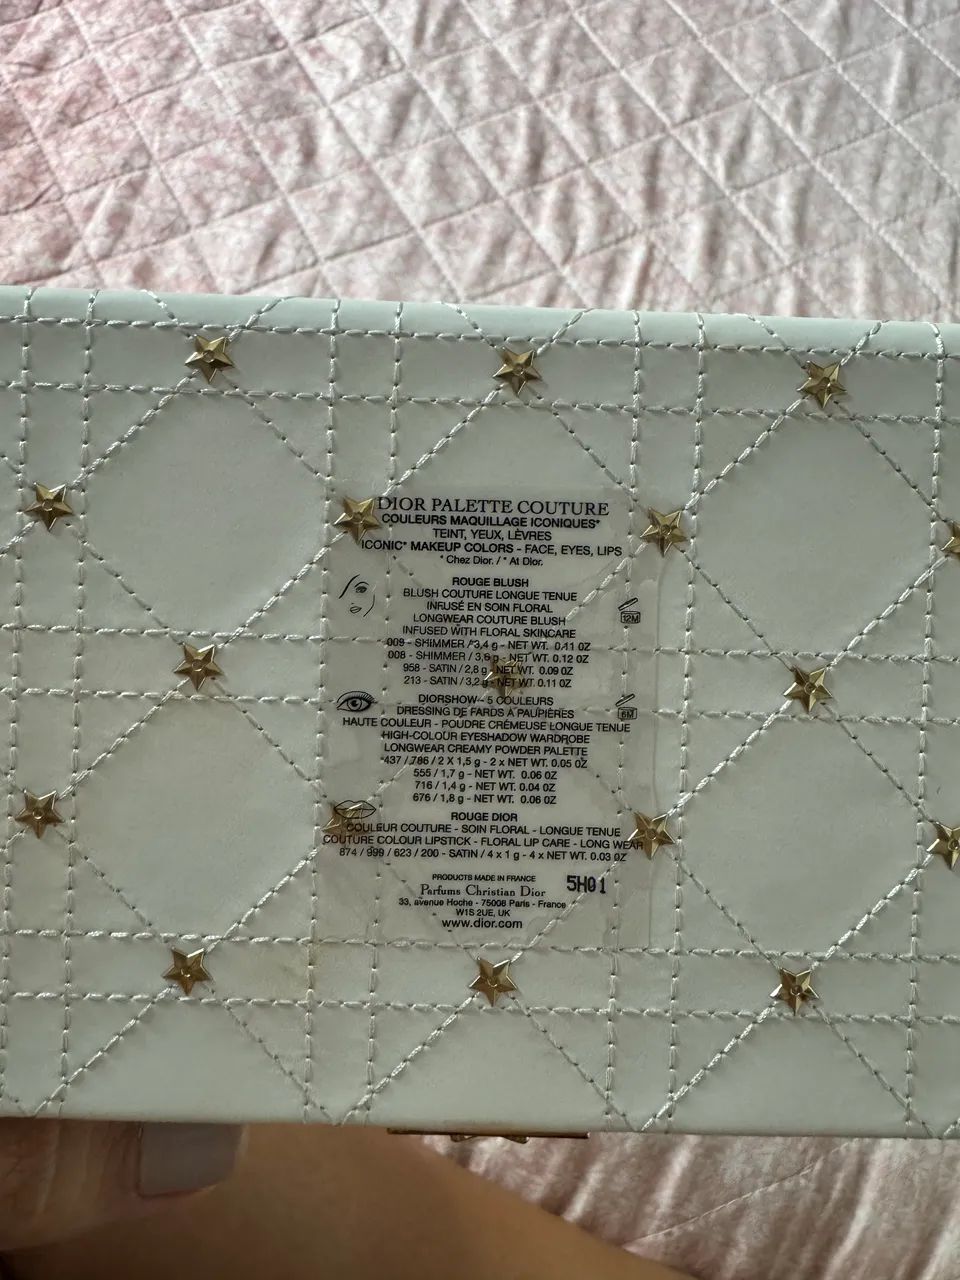 DIOR PALETTE COUTURE
COULEURS MAQUILLAGE ICONIQUES*
TEINT, YEUX, LÈVRES
ICONIC* MAKEUP COLORS - FACE, EYES, LIPS
* Chez Dior. / * At Dior.
ROUGE BLUSH
BLUSH COUTURE LONGUE TENUE
INFUSÉ EN SOIN FLORAL
LONGWEAR COUTURE BLUSH
INFUSED WITH FLORAL SKINCARE
12M
009 - SHIMMER / 3,4 g - NET WT. 0.11 OZ
008 - SHIMMER / 3,6 g - NET WT. 0.12 OZ
958 - SATIN / 2,8 g - NET WT. 0.09 OZ
213 - SATIN / 3,2 g - NET WT. 0.11 OZ
DIORSHOW 5 COULEURS
DRESSING DE FARDS À PAUPIÈRES
6M
HAUTE COULEUR - POUDRE CRÉMEUSE LONGUE TENUE
HIGH-COLOUR EYESHADOW WARDROBE
LONGWEAR CREAMY POWDER PALETTE
437 / 786 / 2 X 1,5 g - 2 x NET WT. 0.05 OZ
555 / 1,7 g - NET WT. 0.06 OZ
716 / 1,4 g - NET WT. 0.04 OZ
676 / 1,8 g - NET WT. 0.06 OZ
ROUGE DIOR
COULEUR COUTURE - SOIN FLORAL - LONGUE TENUE
COUTURE COLOUR LIPSTICK - FLORAL LIP CARE - LONG WEAR
874 / 999 / 623 / 200 - SATIN / 4 x 1 g - 4 x NET WT. 0.03 OZ
PRODUCTS MADE IN FRANCE
5H01
Parfums Christian Dior
33, avenue Hoche - 75008 Paris - France
W1S 2UE, UK
www.dior.com